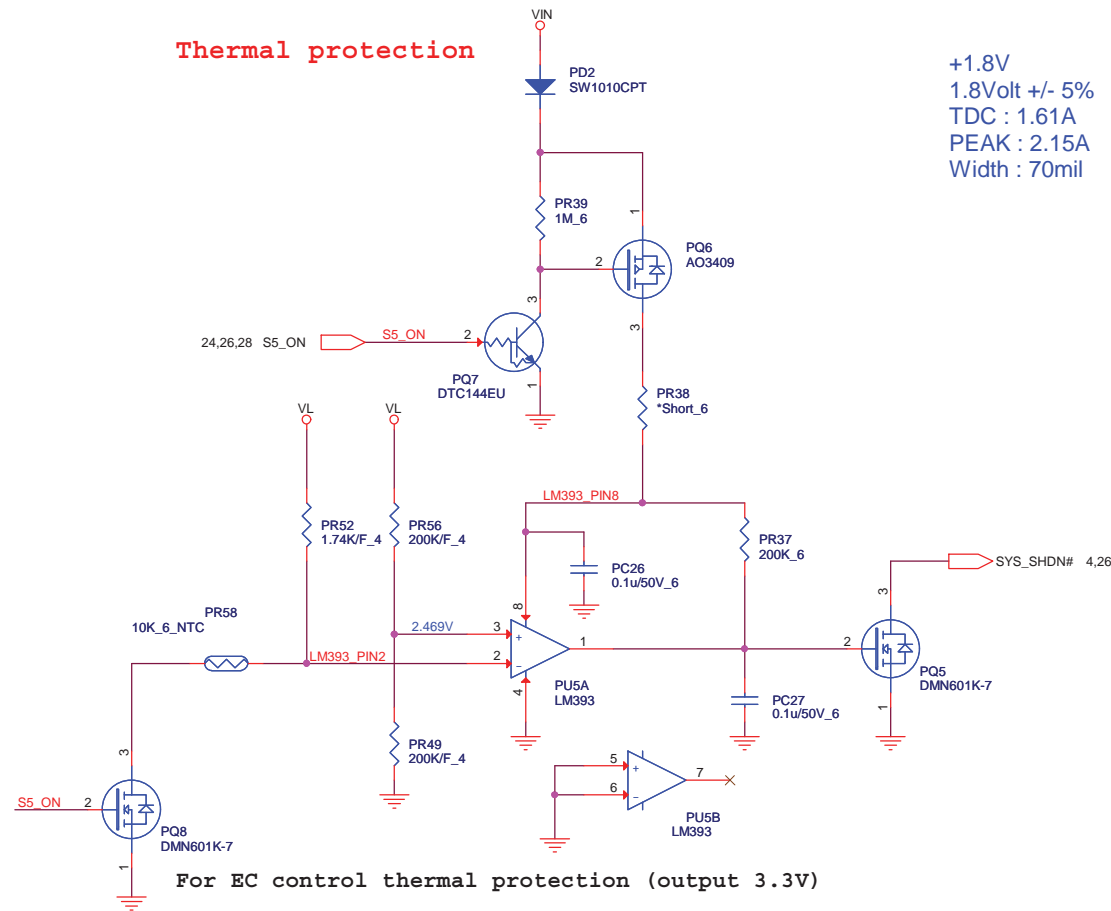 VIN
Thermal protection
PD2
SW1010CPT
+1.8V
1.8Volt +/- 5%
TDC : 1.61A
PEAK : 2.15A
Width : 70mil
PR39
1M_6
1
PQ6
AO3409
2
3
3
24,26,28 S5_ON
S5_ON
2
PQ7
DTC144EU
1
PR38
*Short_6
VL
VL
LM393_PIN8
PR52
1.74K/F_4
PR56
200K/F_4
PR37
200K_6
PC26
0.1u/50V_6
SYS_SHDN# 4,26
PR58
10K_6_NTC
8
3
2.469V
3
+
1
2
LM393_PIN2
2
-
4
PU5A
LM393
PQ5
DMN601K-7
1
PC27
0.1u/50V_6
PR49
200K/F_4
3
5
+
7
6
-
S5_ON
2
PU5B
LM393
PQ8
DMN601K-7
1
For EC control thermal protection (output 3.3V)